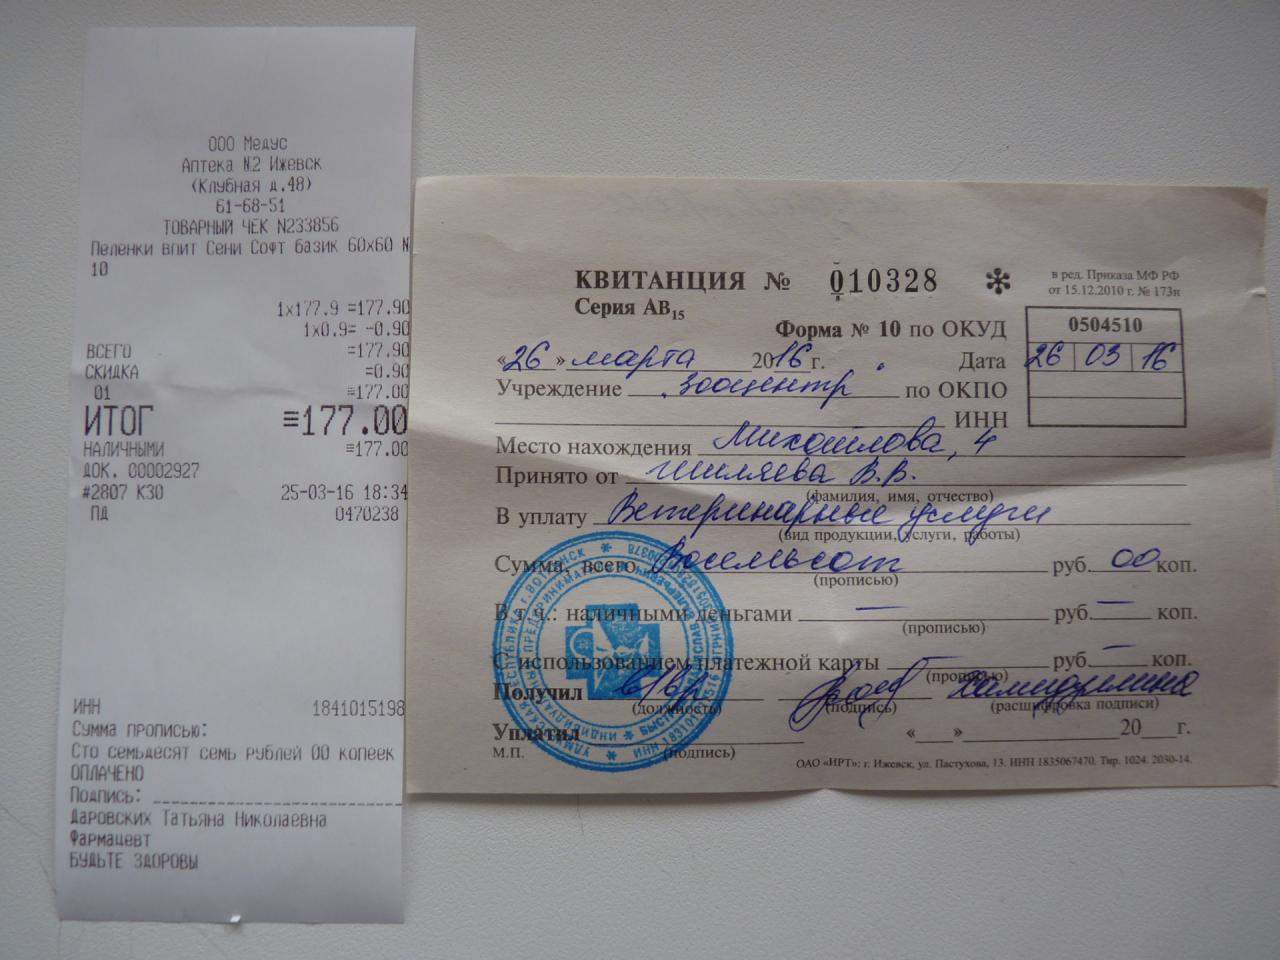 ООО Медус
Аптека №2 Ижевск
(Клубная д.48)
61-68-51
ТОВАРНЫЙ ЧЕК N233856
Пеленки впит Сени Софт базик 60х60 N
10
1x177.9 =177.90
1x0.9= -0.90
ВСЕГО =177.90
СКИДКА =0.90
01 =177.00
ИТОГ =177.00
НАЛИЧНЫМИ =177.00
ДОК. 00002927
#2807 К30 25-03-16 18:34
ПД 0470238
ИНН 1841015198
Сумма прописью:
Сто семьдесят семь рублей 00 копеек
ОПЛАЧЕНО
Подпись:
Даровских Татьяна Николаевна
Фармацевт
БУДЬТЕ ЗДОРОВЫ
КВИТАНЦИЯ № 010328
Серия АВ15
в ред. Приказа МФ РФ
от 15.12.2010 г. № 173н
Форма № 10 по ОКУД 0504510
«26» марта 2016 г. Дата 26 03 16
Учреждение Зооцентр по ОКПО
ИНН
Место нахождения Михайлова, 4
Принято от Шиляева В.В.
(фамилия, имя, отчество)
В уплату Ветеринарные услуги
(вид продукции, услуги, работы)
Сумма, всего Восемьсот руб. 00 коп.
(прописью)
В т.ч.: наличными деньгами — руб. — коп.
(прописью)
С использованием платежной карты — руб. — коп.
(прописью)
Получил
(должность) (подпись) (расшифровка подписи)
Уплатил «___» 20___г.
М.П. (подпись)
ОАО «ИРТ»: г. Ижевск, ул. Пастухова, 13. ИНН 1835067470. Тир. 1024. 2030-14.